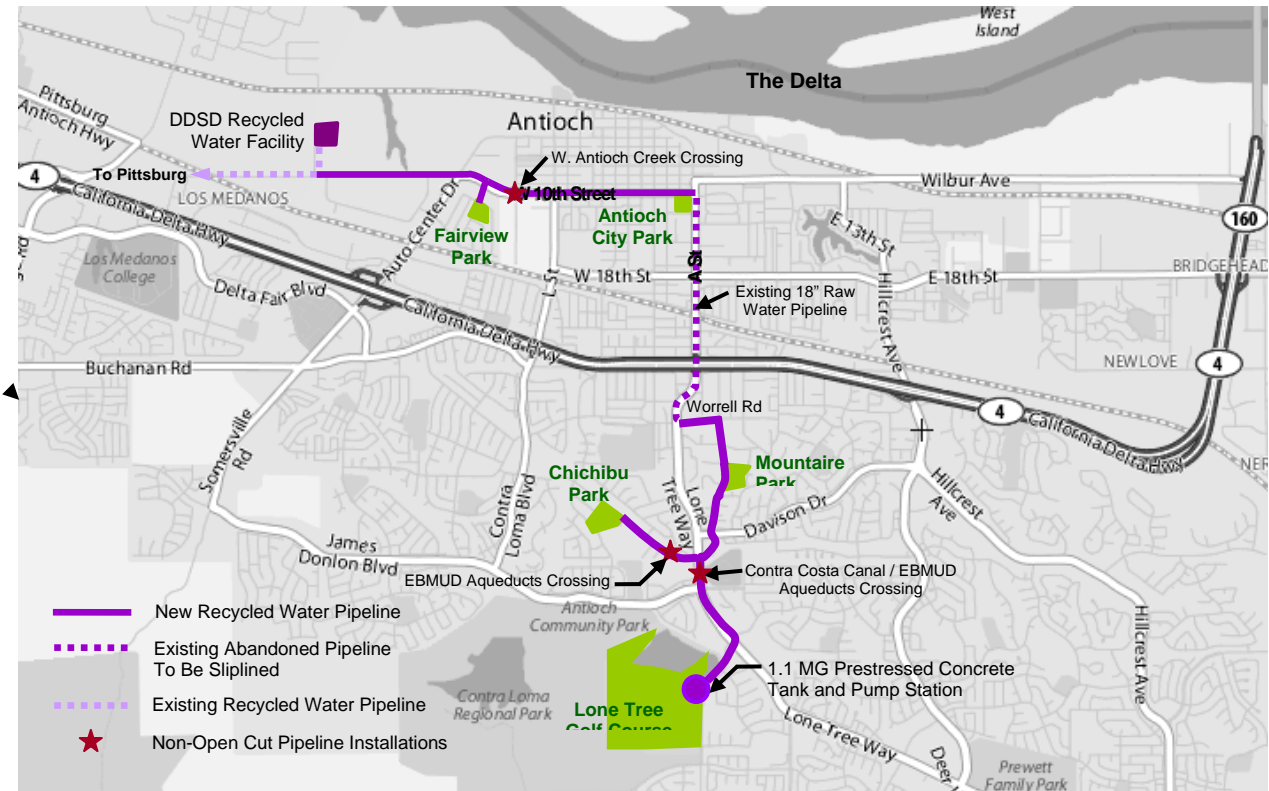 West
Island
The Delta
Pittsburg
Antioch Hwy
DDSD Recycled
Water Facility
Antioch
W. Antioch Creek Crossing
To Pittsburg
4
LOS MEDANOS
California Delta Hwy
Auto Center Dr
W 10th Street
Wilbur Ave
160
Fairview
Park
Antioch
City Park
E 13th St
Los Medanos
College
Delta Fair Blvd
L St
W 18th St
A St
E 18th St
BRIDGEHEAD
Existing 18" Raw
Water Pipeline
Hillcrest Ave
California Delta Hwy
Buchanan Rd
NEWLOVE
4
Worrell Rd
4
California Delta Hwy
Somersville
Rd
Chichibu
Park
Mountaire
Park
NER
Contra
Loma Blvd
Lone
Tree Way
Davison Dr
Hillcrest
Ave
James
Donlon Blvd
EBMUD Aqueducts Crossing
Contra Costa Canal / EBMUD
Aqueducts Crossing
New Recycled Water Pipeline
Antioch
Community Park
Hillcrest Ave
Existing Abandoned Pipeline
To Be Sliplined
1.1 MG Prestressed Concrete
Tank and Pump Station
Existing Recycled Water Pipeline
Contra Loma
Regional Park
Lone Tree
Golf Course
Lone Tree Way
Non-Open Cut Pipeline Installations
Deer
Prewett
Family Park